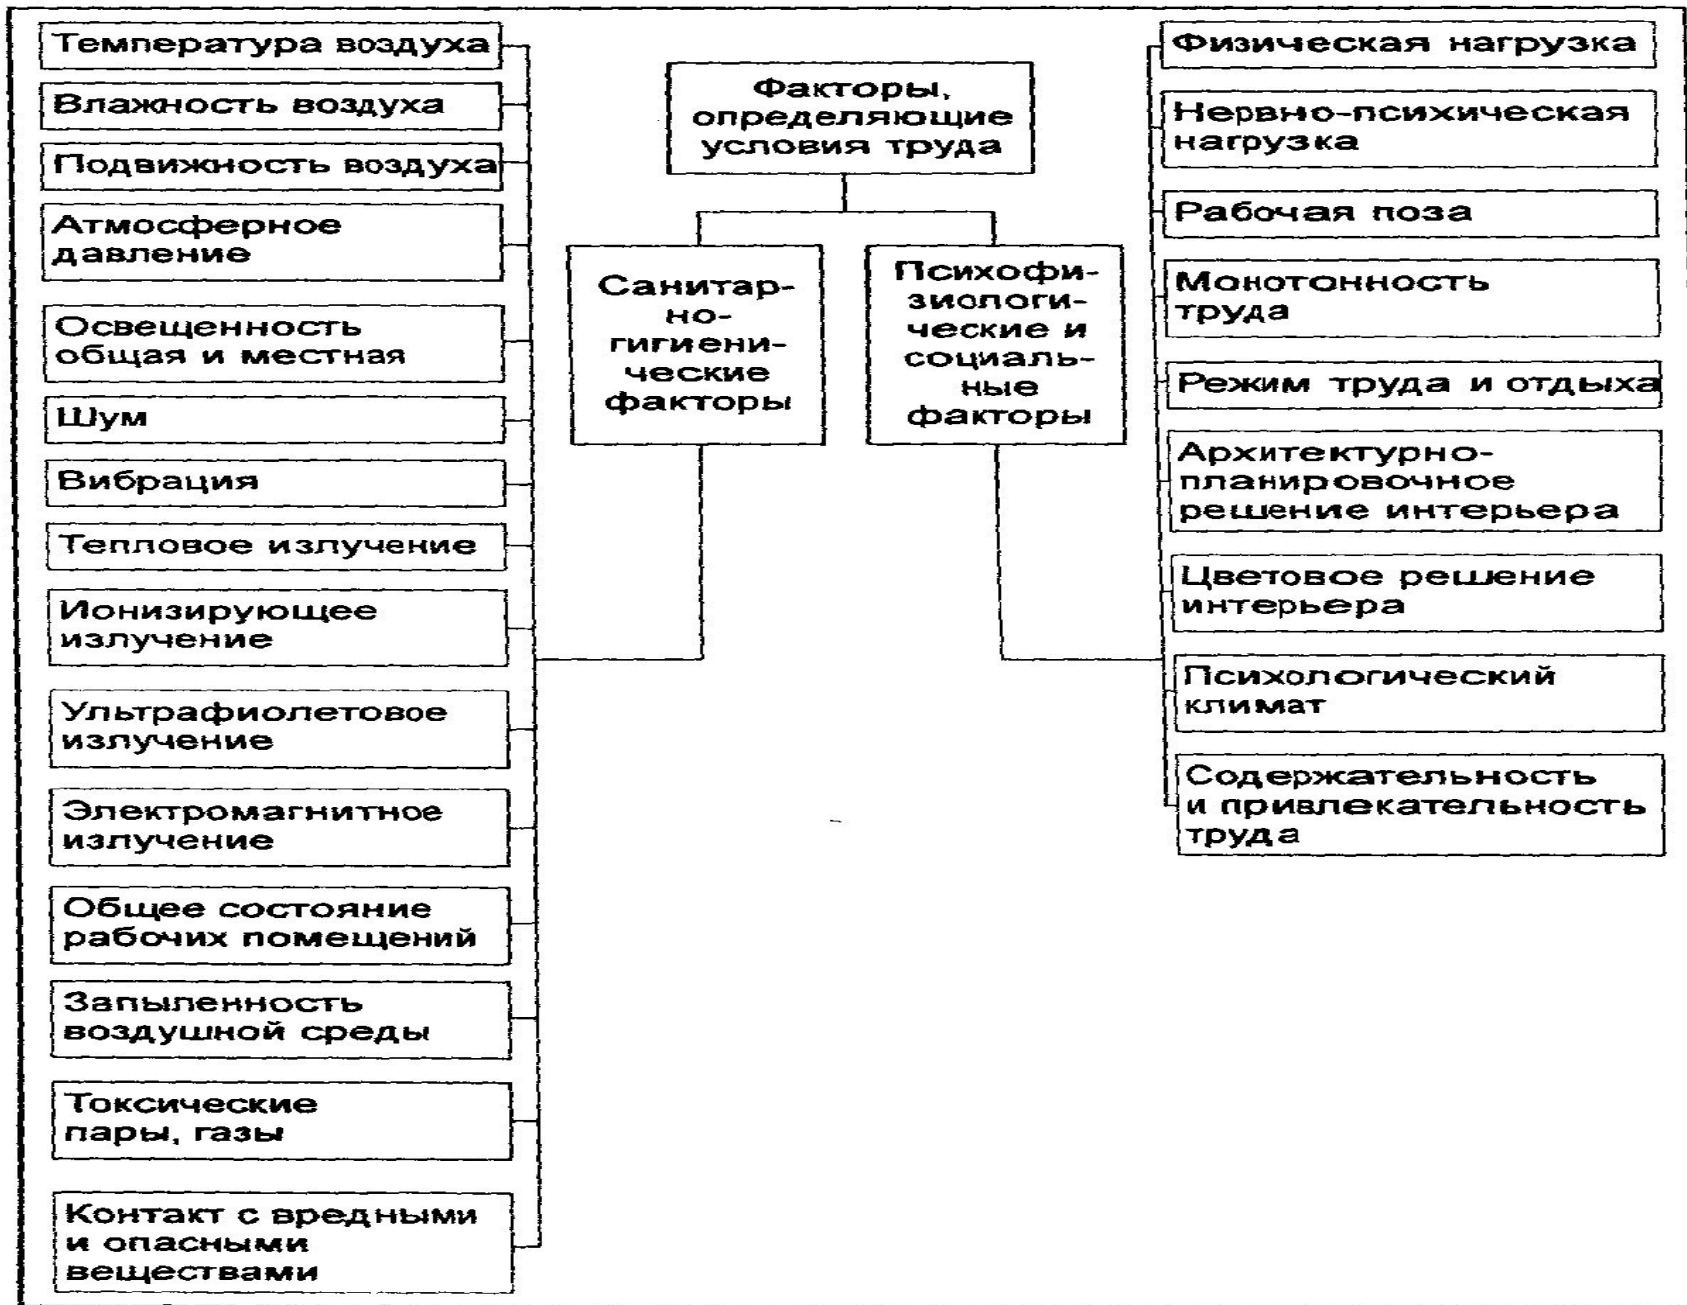 Температура воздуха
Влажность воздуха
Подвижность воздуха
Атмосферное
давление
Освещенность
общая и местная
Шум
Вибрация
Тепловое излучение
Ионизирующее
излучение
Ультрафиолетовое
излучение
Электромагнитное
излучение
Общее состояние
рабочих помещений
Запыленность
воздушной среды
Токсические
пары, газы
Контакт с вредными
и опасными
веществами
Факторы,
определяющие
условия труда
Санитар-
но-
гигиени-
ческие
факторы
Психофи-
зиологи-
ческие и
социаль-
ные
факторы
Физическая нагрузка
Нервно-психическая
нагрузка
Рабочая поза
Монотонность
труда
Режим труда и отдыха
Архитектурно-
планировочное
решение интерьера
Цветовое решение
интерьера
Психологический
климат
Содержательность
и привлекательность
труда